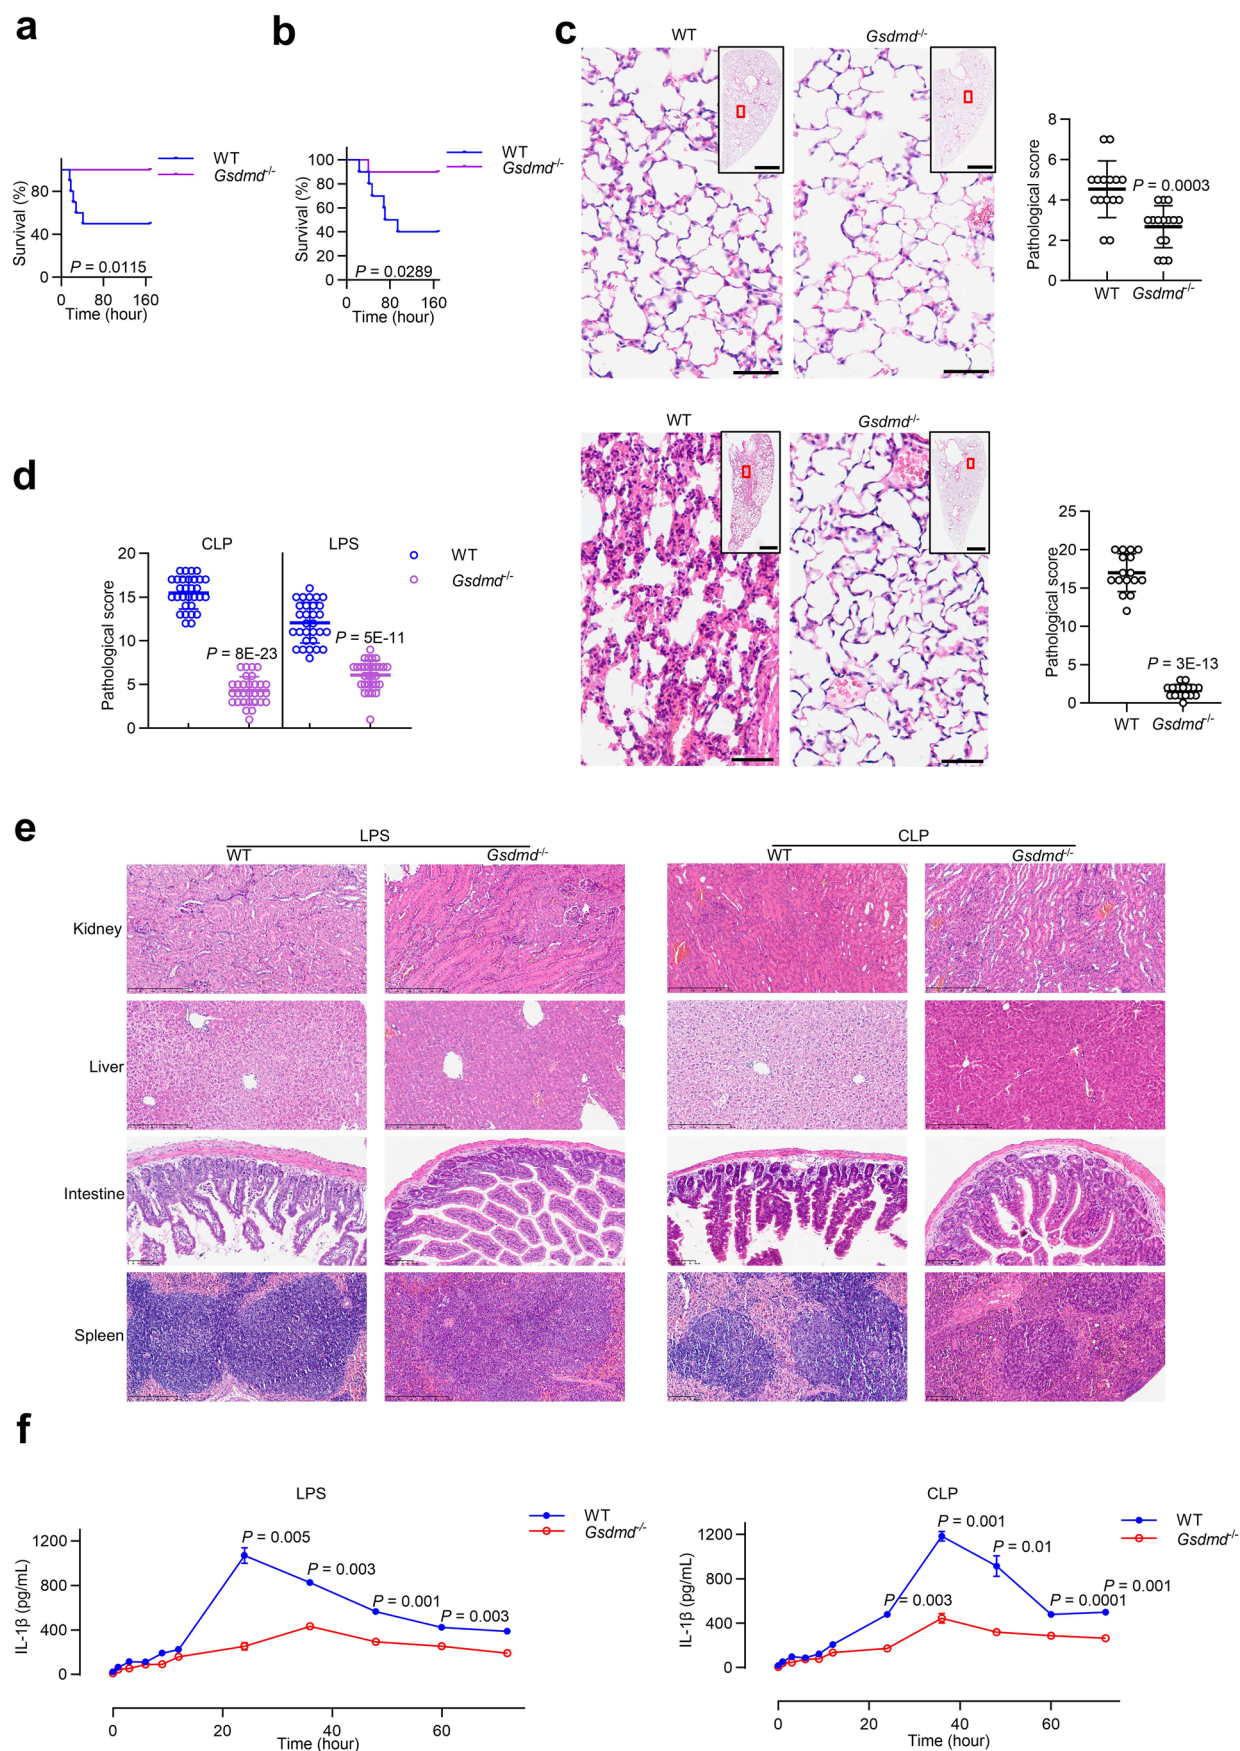 a
WT
Gsdmd-/-
Survival (%)
80
40
0
P = 0.0115
0 80 160
Time (hour)
b
WT
Gsdmd-/-
Survival (%)
100
80
60
40
20
0
P = 0.0289
0 80 160
Time (hour)
c
WT
Gsdmd-/-
Pathological score
8
6
4
2
0
P = 0.0003
WT Gsdmd-/-
WT
Gsdmd-/-
Pathological score
25
20
15
10
5
0
P = 3E-13
WT Gsdmd-/-
d
CLP
LPS
WT
Gsdmd-/-
Pathological score
20
15
10
5
0
P = 8E-23
P = 5E-11
e
LPS
CLP
WT
Gsdmd-/-
WT
Gsdmd-/-
Kidney
Liver
Intestine
Spleen
f
LPS
WT
Gsdmd-/-
IL-1β (pg/mL)
1200
800
400
0
P = 0.005
P = 0.003
P = 0.001
P = 0.003
0 20 40 60
Time (hour)
CLP
WT
Gsdmd-/-
IL-1β (pg/mL)
1200
800
400
0
P = 0.001
P = 0.01
P = 0.003
P = 0.0001
P = 0.001
0 20 40 60
Time (hour)